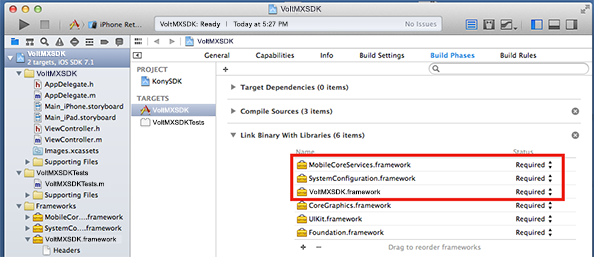 iPhone Ret...
VoltMXSDK: Ready | Today at 5:27 PM
No Issues
VoltMXSDK
VoltMXSDK
2 targets, iOS SDK 7.1
VoltMXSDK
AppDelegate.h
AppDelegate.m
Main_iPhone.storyboard
Main_iPad.storyboard
ViewController.h
ViewController.m
Images.xcassets
Supporting Files
VoltMXSDKTests
VoltMXSDKTests.m
Supporting Files
Frameworks
MobileCor....framework
SystemCo....framework
VoltMXSDK.framework
Headers
General Capabilities Info Build Settings Build Phases Build Rules
PROJECT
KonySDK
TARGETS
VoltMXSDK
VoltMXSDKTests
+
Target Dependencies (0 items)
Compile Sources (3 items)
Link Binary With Libraries (6 items)
Name Status
MobileCoreServices.framework Required
SystemConfiguration.framework Required
VoltMXSDK.framework Required
CoreGraphics.framework Required
UIKit.framework Required
Foundation.framework Required
+ − Drag to reorder frameworks